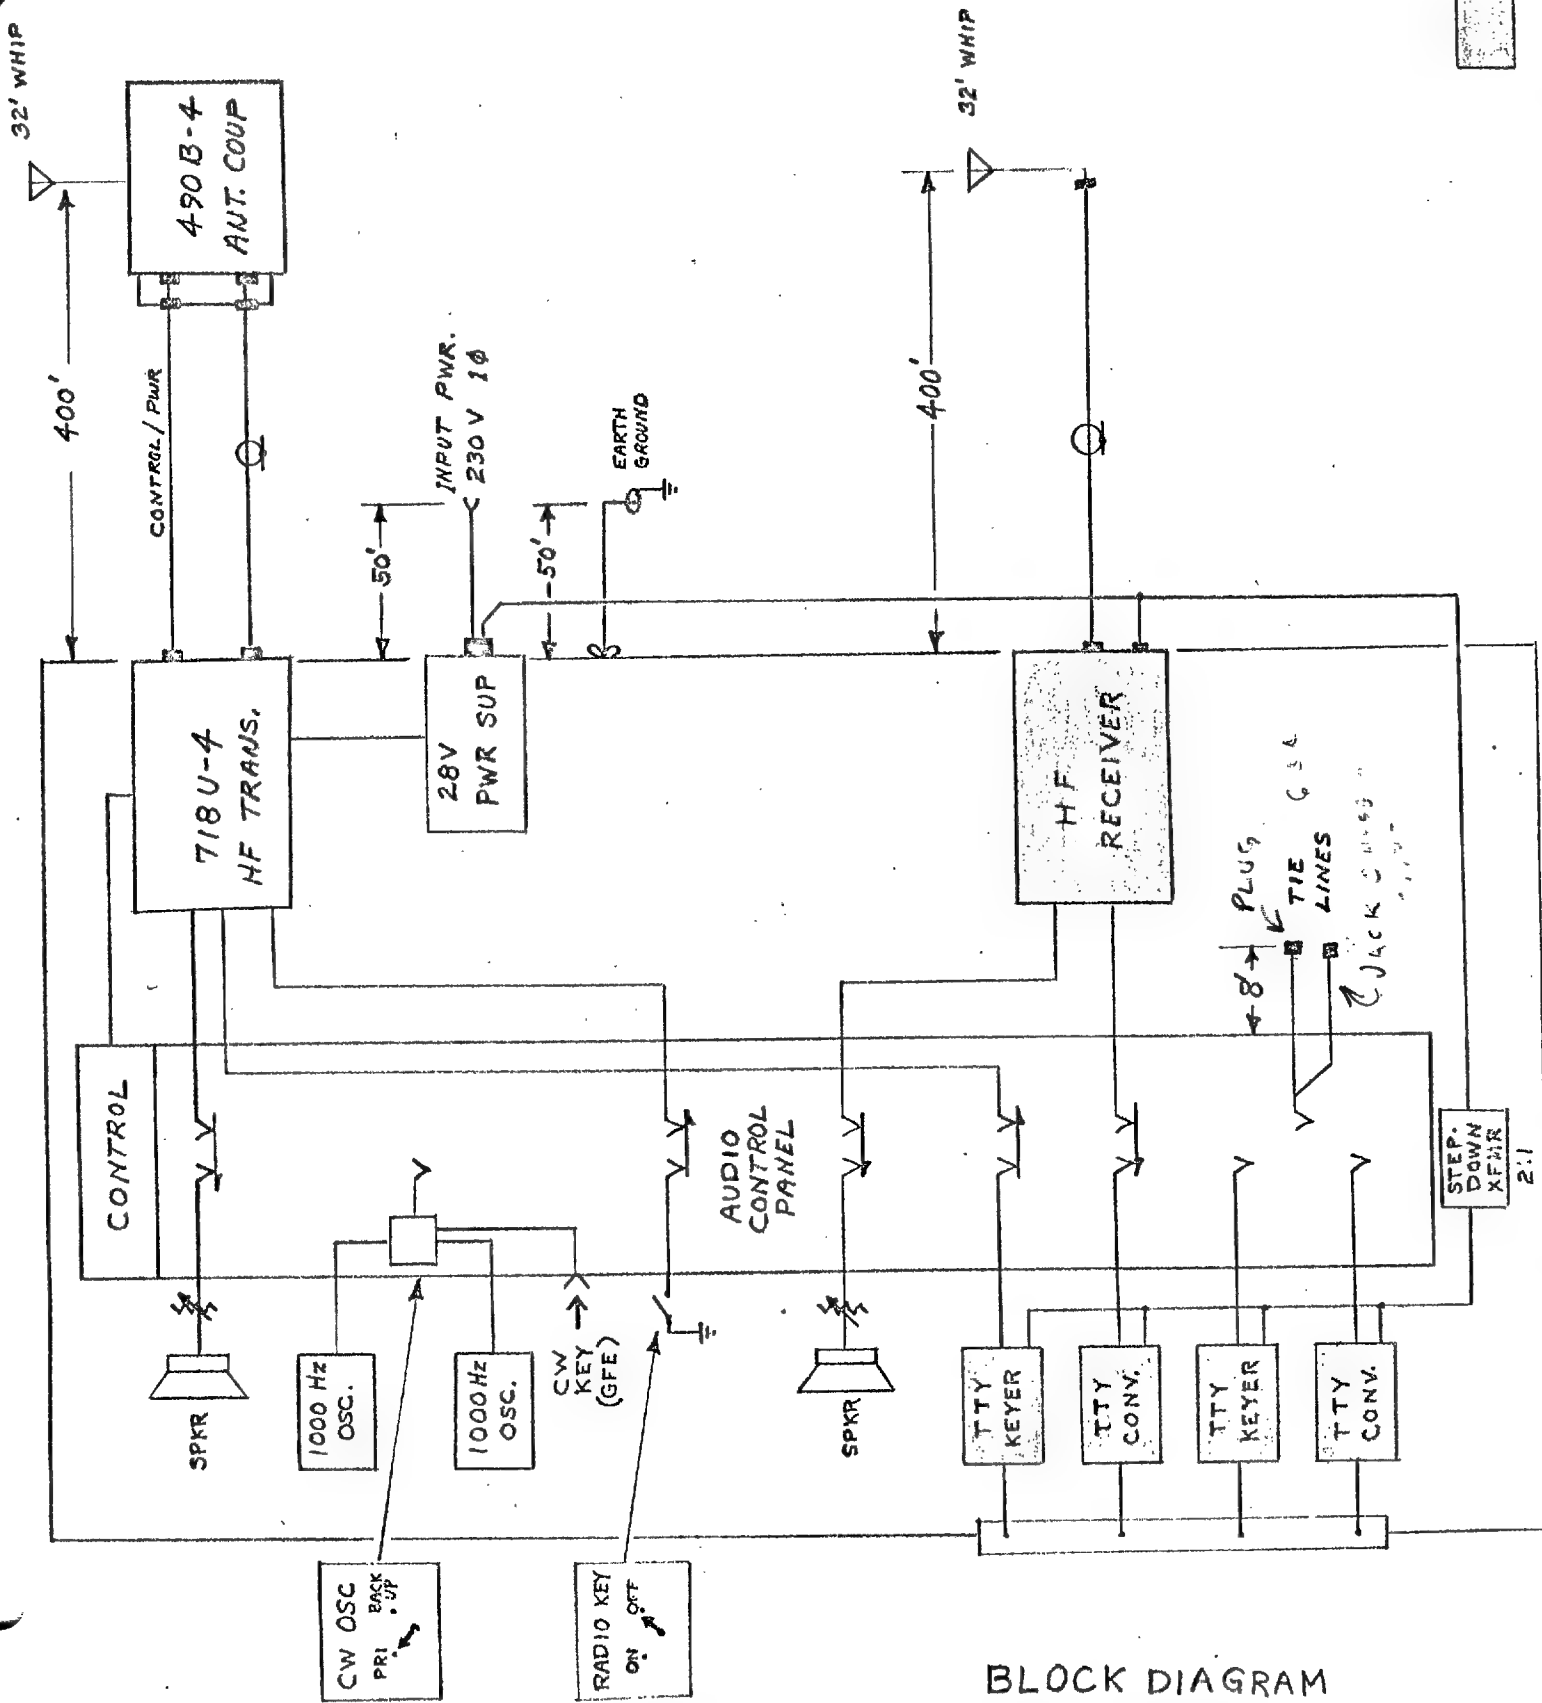 32' WHIP
490B-4
ANT. COUP
400'
CONTROL/PWR
50'
INPUT PWR.
230V 1Φ
50'
EARTH
GROUND
32' WHIP
400'
718U-4
HF TRANS.
28V
PWR SUP
HF
RECEIVER
PLUG
TIE
LINES
JACK
8'
CONTROL
AUDIO
CONTROL
PANEL
STEP.
DOWN
XFMR
2:1
SPKR
1000 Hz
OSC.
1000 Hz
OSC.
CW
KEY
(GFE)
SPKR
TTY
KEYER
TTY
CONV.
TTY
KEYER
TTY
CONV.
CW OSC
PRI
BACK
UP
RADIO KEY
ON
OFF
BLOCK DIAGRAM